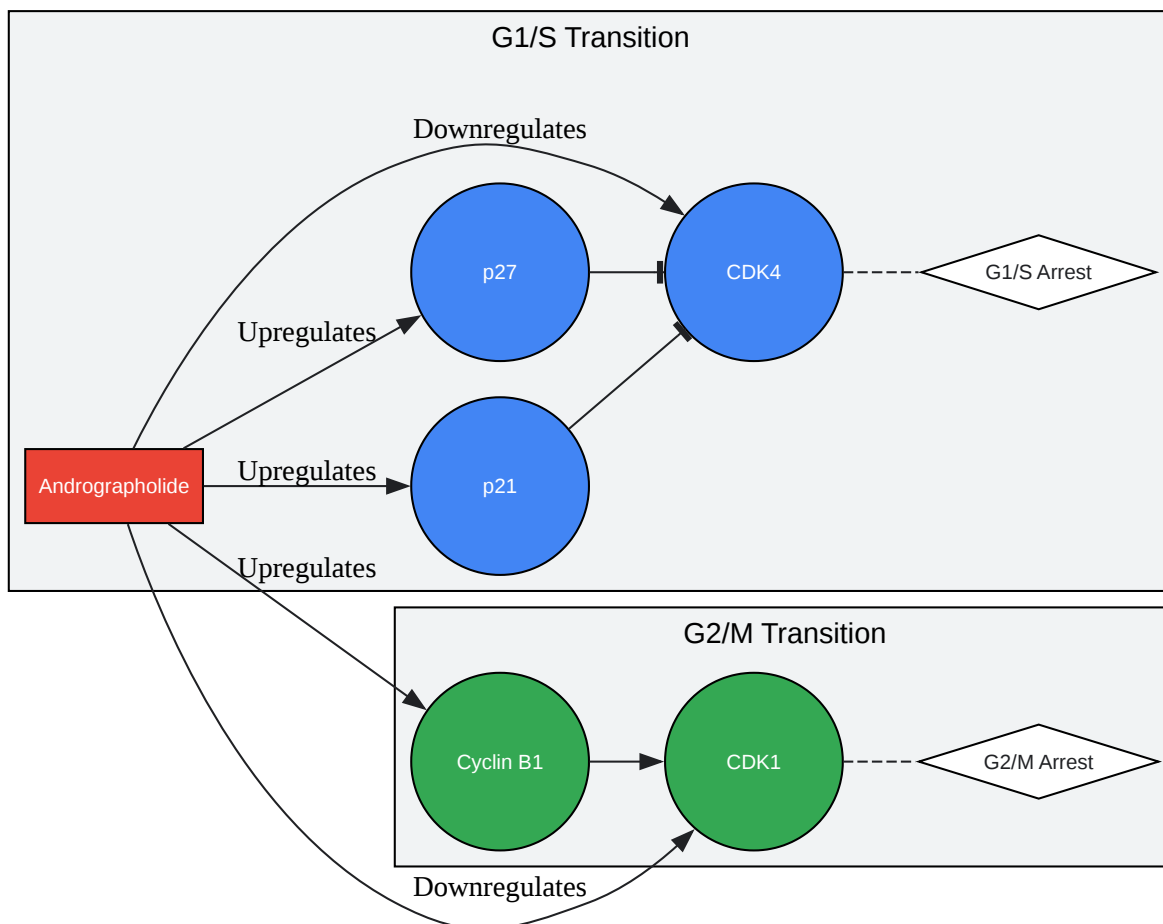 G1/S Transition
Downregulates
p27
CDK4
G1/S Arrest
Upregulates
Andrographolide
Upregulates
p21
Upregulates
G2/M Transition
Cyclin B1
CDK1
G2/M Arrest
Downregulates